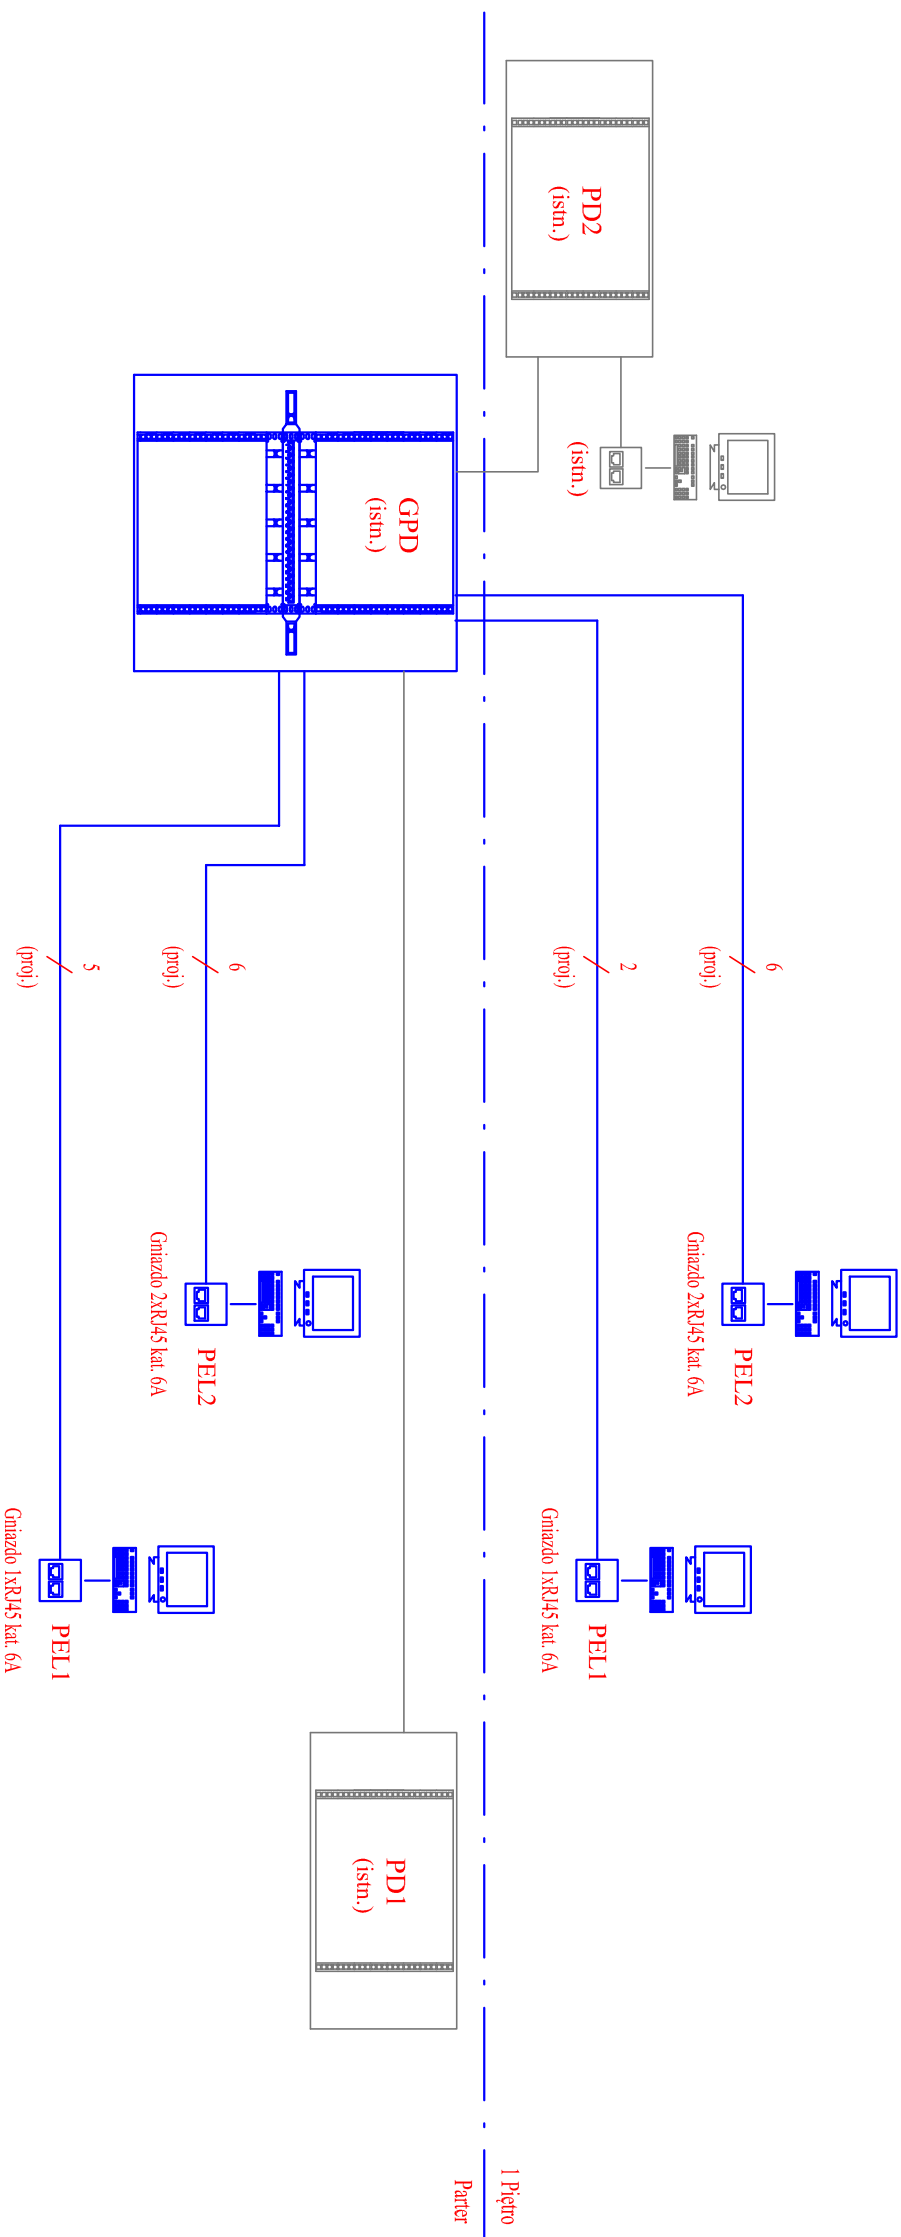 PD2
(istn.)
(istn.)
6
(proj.)
PEL2
Gniazdo 2xRJ45 kat. 6A
2
(proj.)
PEL1
Gniazdo 1xRJ45 kat. 6A
1 Piętro
Parter
GPD
(istn.)
PD1
(istn.)
6
(proj.)
PEL2
Gniazdo 2xRJ45 kat. 6A
5
(proj.)
PEL1
Gniazdo 1xRJ45 kat. 6A